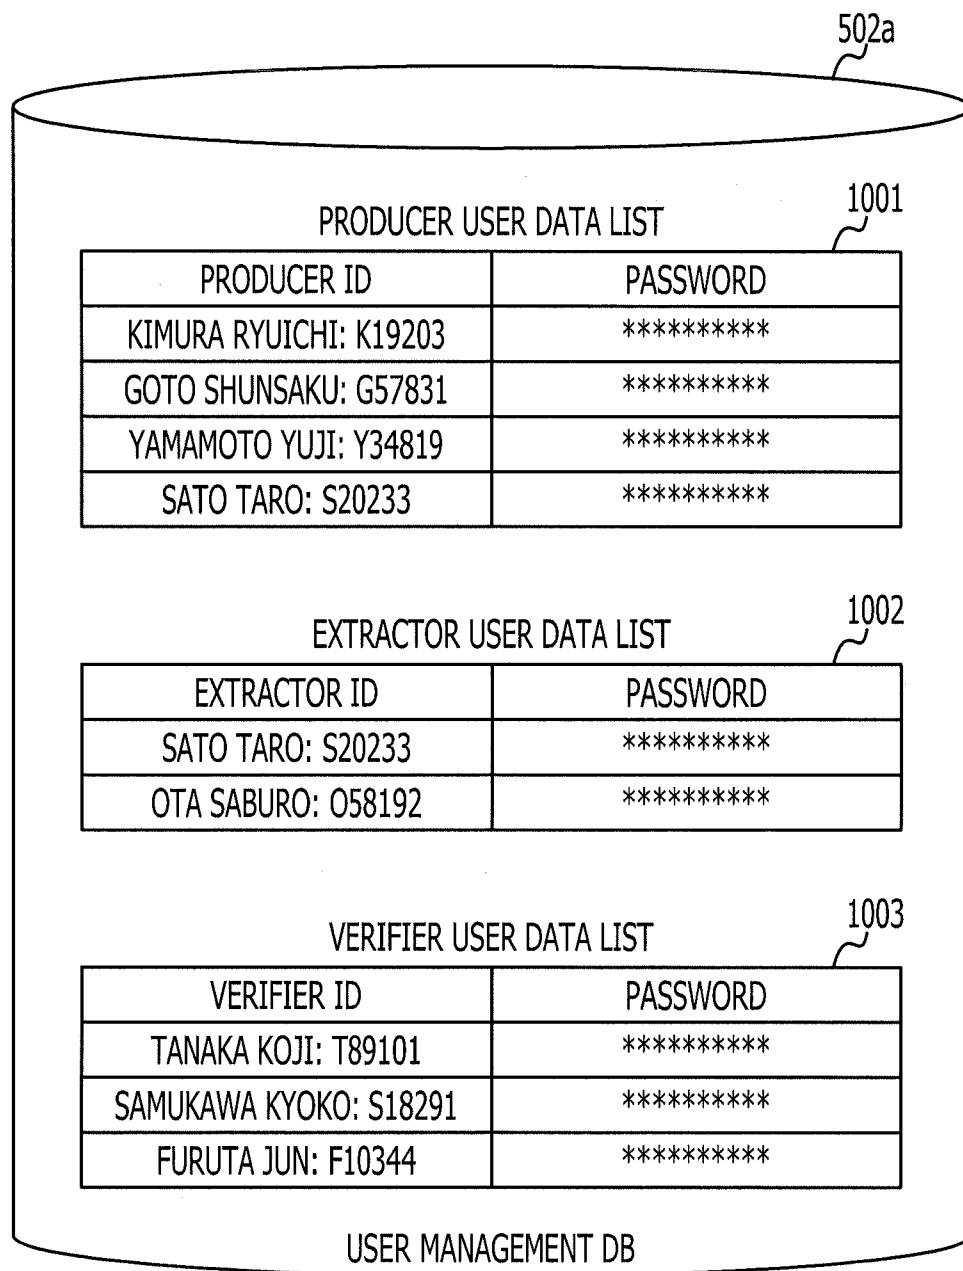 502a
PRODUCER USER DATA LIST
1001
PRODUCER ID PASSWORD
KIMURA RYUICHI: K19203 **********
GOTO SHUNSAKU: G57831 **********
YAMAMOTO YUJI: Y34819 **********
SATO TARO: S20233 **********
EXTRACTOR USER DATA LIST
1002
EXTRACTOR ID PASSWORD
SATO TARO: S20233 **********
OTA SABURO: O58192 **********
VERIFIER USER DATA LIST
1003
VERIFIER ID PASSWORD
TANAKA KOJI: T89101 **********
SAMUKAWA KYOKO: S18291 **********
FURUTA JUN: F10344 **********
USER MANAGEMENT DB